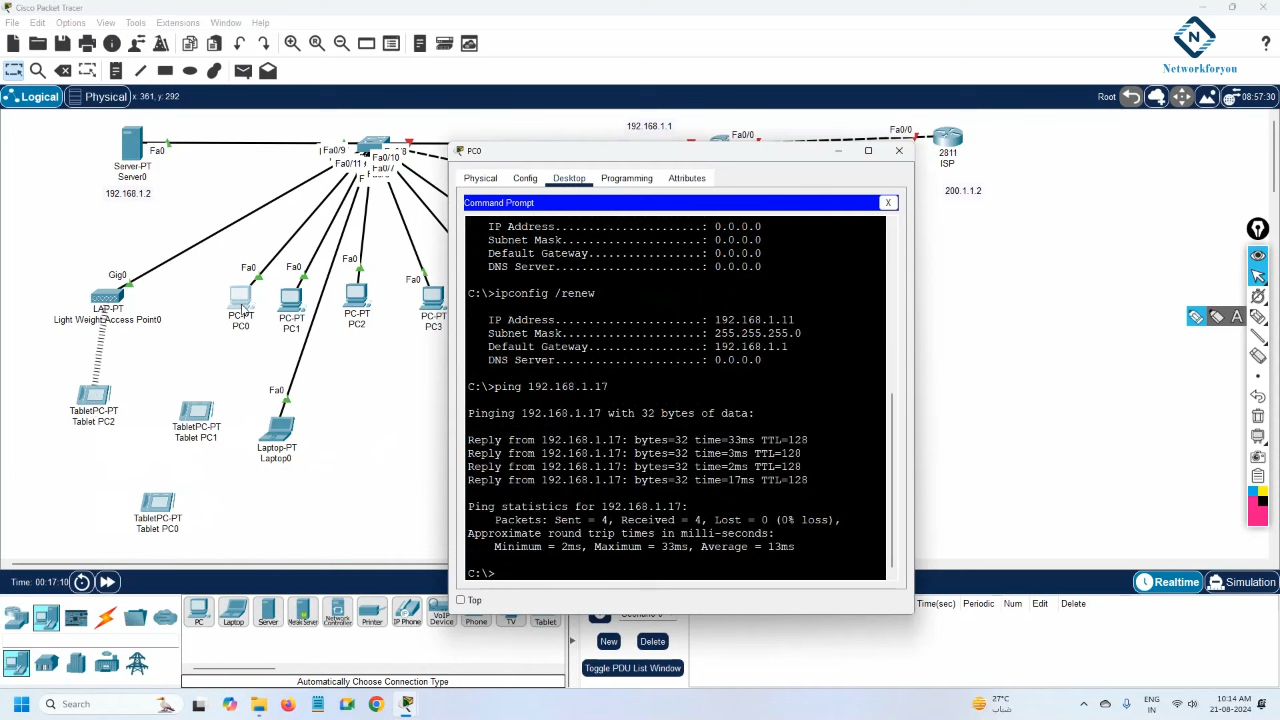 Cisco Packet Tracer
File Edit Options View Tools Extensions Window Help
N
Networkforyou
Logical
Physical x: 361, y: 292
Root
08:57:30
192.168.1.1
Fa0/0
Fa0/0
2811
ISP
200.1.1.2
Server-PT
Server0
Fa0
192.168.1.2
Fa0/9
Fa0/10
Fa0/11
Fa0/7
Gig0
LAP-PT
Light Weight Access Point0
Fa0
PC-PT
PC0
Fa0
PC-PT
PC1
Fa0
PC-PT
PC2
Fa0
PC-PT
PC3
TabletPC-PT
Tablet PC2
TabletPC-PT
Tablet PC1
Fa0
Laptop-PT
Laptop0
TabletPC-PT
Tablet PC0
PC0
Physical Config Desktop Programming Attributes
Command Prompt
X
IP Address......................: 0.0.0.0
Subnet Mask.....................: 0.0.0.0
Default Gateway.................: 0.0.0.0
DNS Server......................: 0.0.0.0
C:\>ipconfig /renew
IP Address......................: 192.168.1.11
Subnet Mask.....................: 255.255.255.0
Default Gateway.................: 192.168.1.1
DNS Server......................: 0.0.0.0
C:\>ping 192.168.1.17
Pinging 192.168.1.17 with 32 bytes of data:
Reply from 192.168.1.17: bytes=32 time=33ms TTL=128
Reply from 192.168.1.17: bytes=32 time=3ms TTL=128
Reply from 192.168.1.17: bytes=32 time=2ms TTL=128
Reply from 192.168.1.17: bytes=32 time=17ms TTL=128
Ping statistics for 192.168.1.17:
Packets: Sent = 4, Received = 4, Lost = 0 (0% loss),
Approximate round trip times in milli-seconds:
Minimum = 2ms, Maximum = 33ms, Average = 13ms
C:\>
Top
A
Time: 00:17:10
Realtime
Simulation
PC Laptop Server Printer IP Phone VoIP Device Phone TV Tablet
New
Delete
Toggle PDU List Window
Time(sec) Periodic Num Edit Delete
Automatically Choose Connection Type
Search
27°C
ضباب
ENG
IN
10:14 AM
21-08-2024